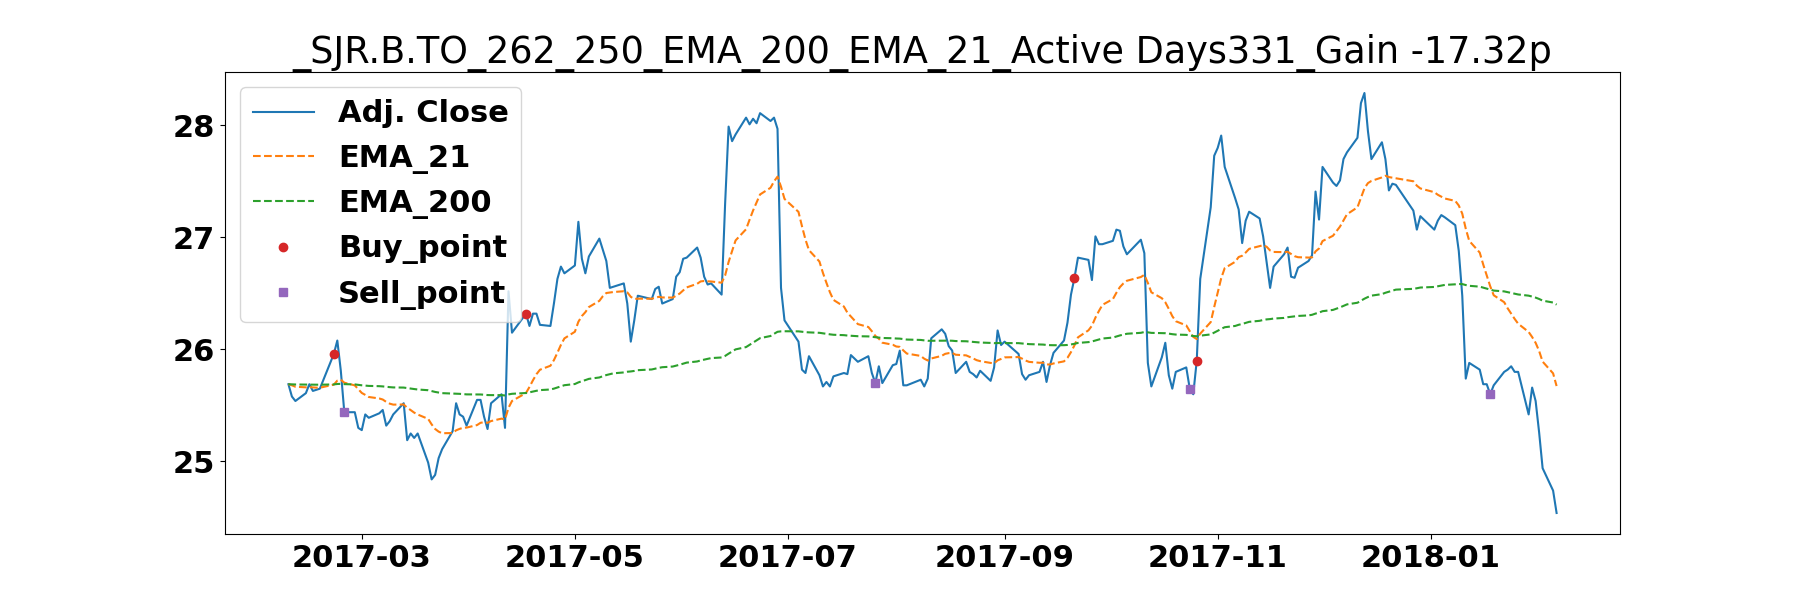 _SJR.B.TO_262_250_EMA_200_EMA_21_Active Days331_Gain -17.32p
Adj. Close
EMA_21
EMA_200
Buy_point
Sell_point
28
27
26
25
2017-03 2017-05 2017-07 2017-09 2017-11 2018-01